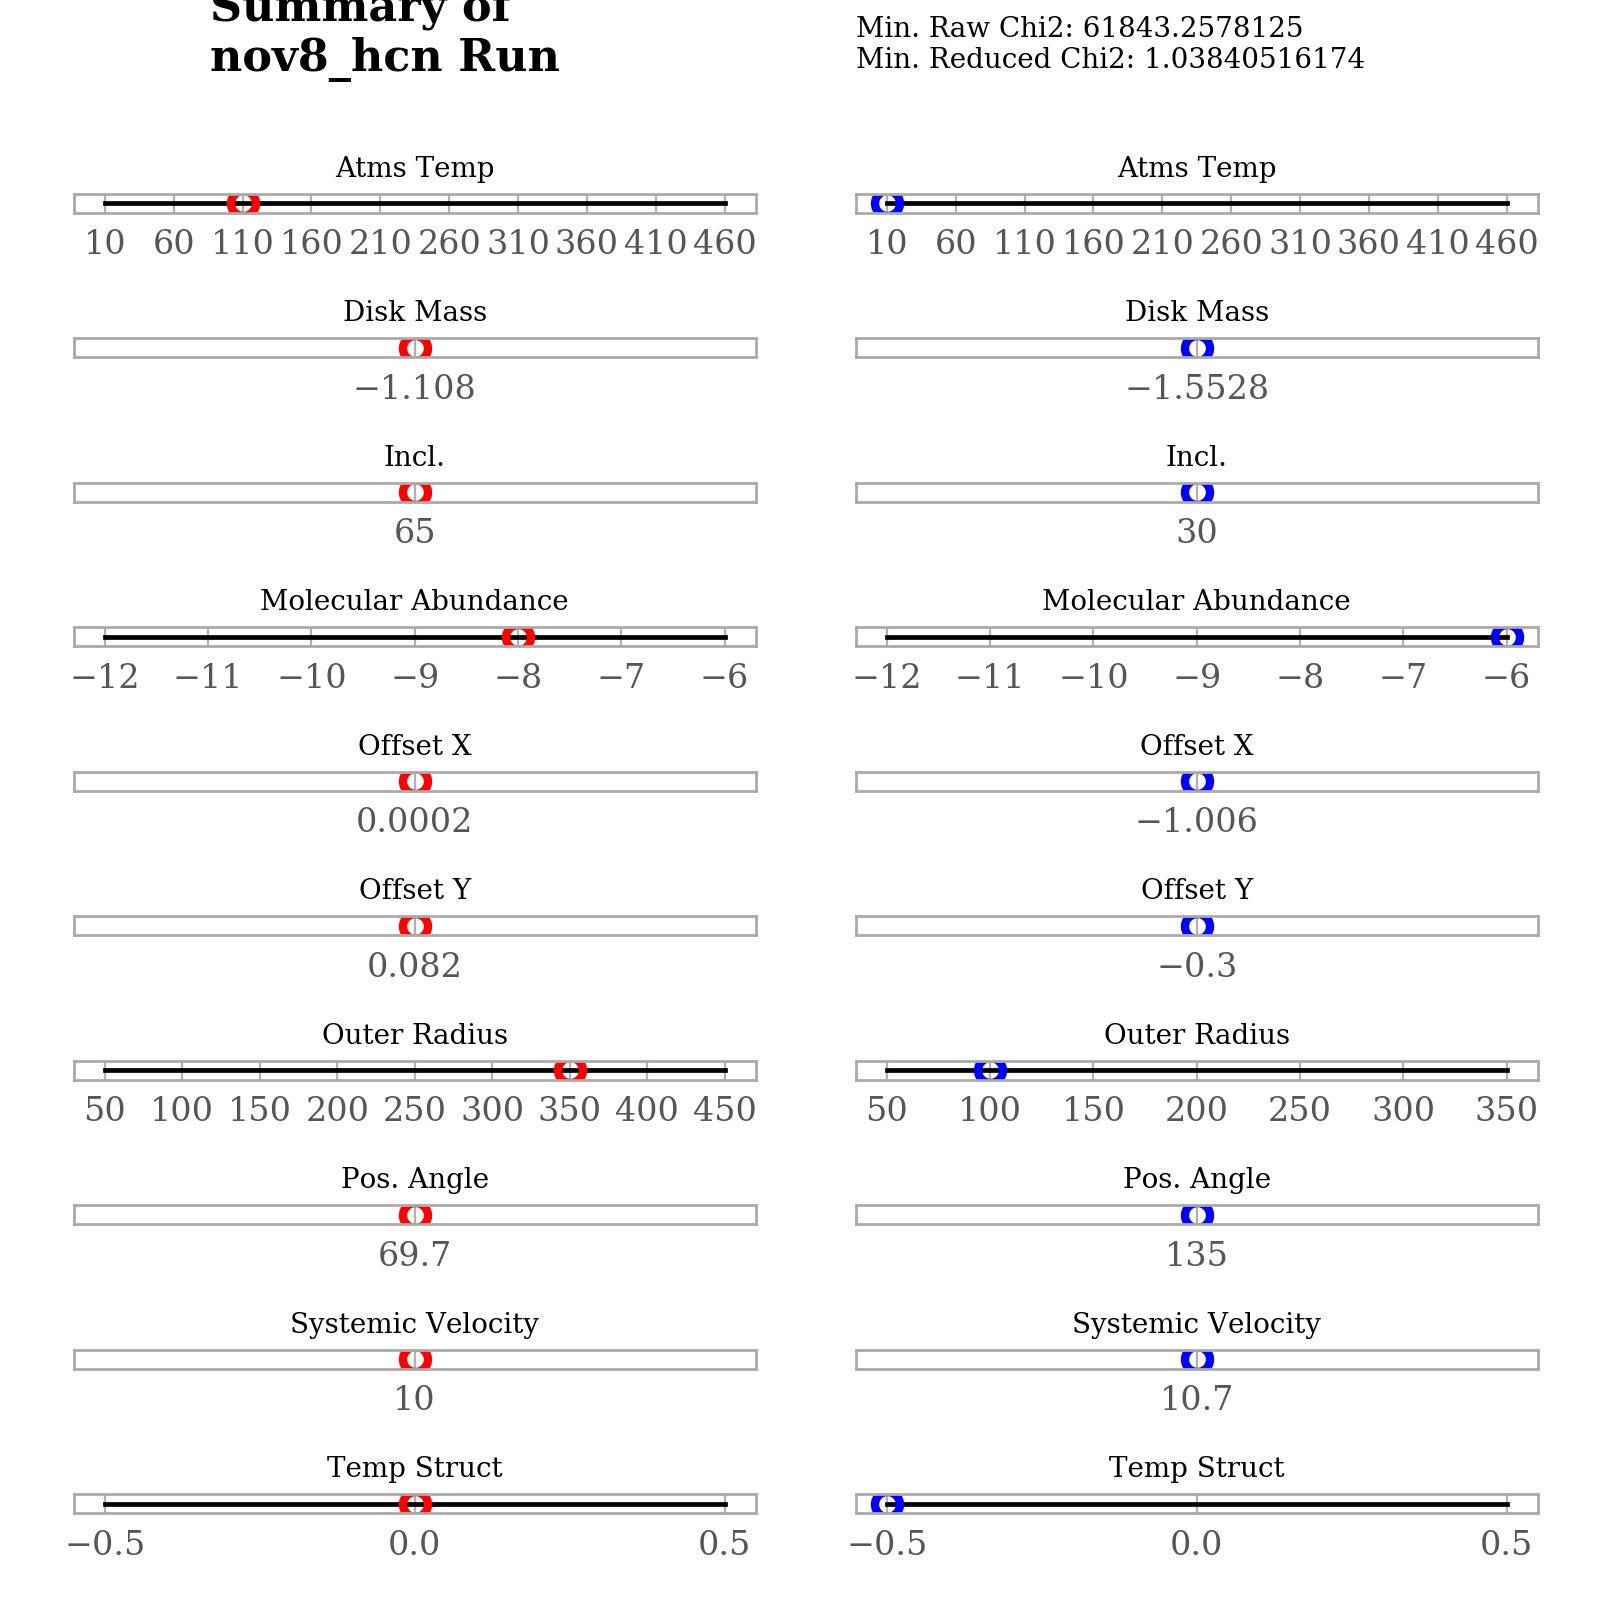 Summary of
nov8_hcn Run
Min. Raw Chi2: 61843.2578125
Min. Reduced Chi2: 1.03840516174
Atms Temp
10 60 110 160 210 260 310 360 410 460
Atms Temp
10 60 110 160 210 260 310 360 410 460
Disk Mass
−1.108
Disk Mass
−1.5528
Incl.
65
Incl.
30
Molecular Abundance
−12 −11 −10 −9 −8 −7 −6
Molecular Abundance
−12 −11 −10 −9 −8 −7 −6
Offset X
0.0002
Offset X
−1.006
Offset Y
0.082
Offset Y
−0.3
Outer Radius
50 100 150 200 250 300 350 400 450
Outer Radius
50 100 150 200 250 300 350
Pos. Angle
69.7
Pos. Angle
135
Systemic Velocity
10
Systemic Velocity
10.7
Temp Struct
−0.5 0.0 0.5
Temp Struct
−0.5 0.0 0.5